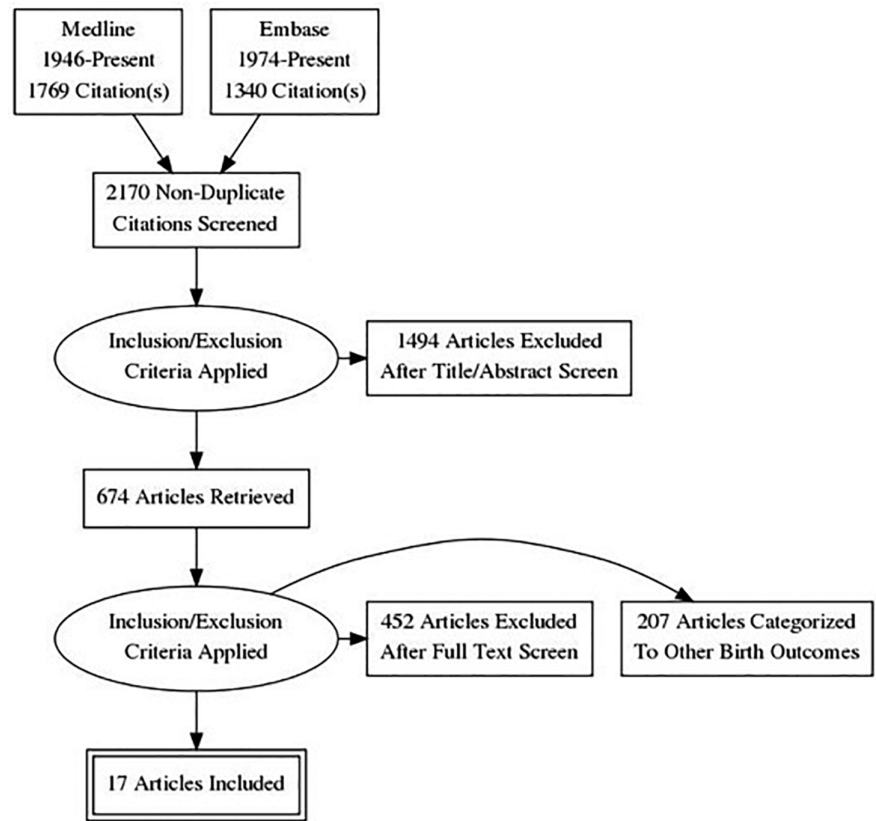 Medline
1946-Present
1769 Citation(s)
Embase
1974-Present
1340 Citation(s)
2170 Non-Duplicate
Citations Screened
Inclusion/Exclusion
Criteria Applied
1494 Articles Excluded
After Title/Abstract Screen
674 Articles Retrieved
Inclusion/Exclusion
Criteria Applied
452 Articles Excluded
After Full Text Screen
207 Articles Categorized
To Other Birth Outcomes
17 Articles Included